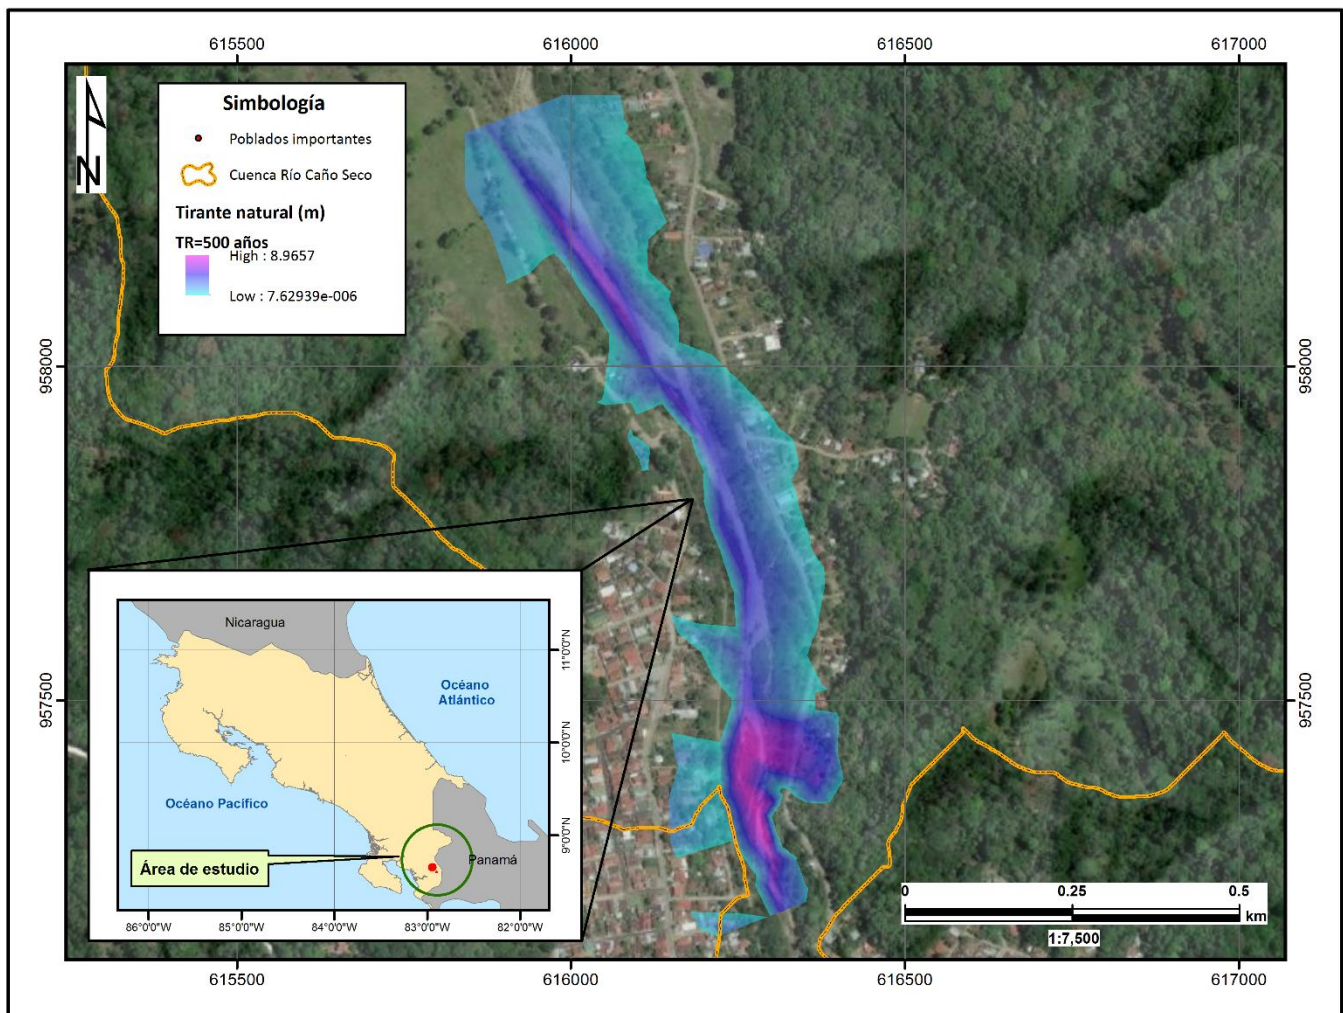 615500
616000
616500
617000
Simbología
Poblados importantes
Cuenca Río Caño Seco
Tirante natural (m)
TR=500 años
High : 8.9657
Low : 7.62939e-006
N
958000
958000
957500
957500
Nicaragua
Océano
Atlántico
Océano Pacífico
Panamá
Área de estudio
11°0'0"N
10°0'0"N
9°0'0"N
86°0'0"W
85°0'0"W
84°0'0"W
83°0'0"W
82°0'0"W
0
0.25
0.5
km
1:7,500
615500
616000
616500
617000